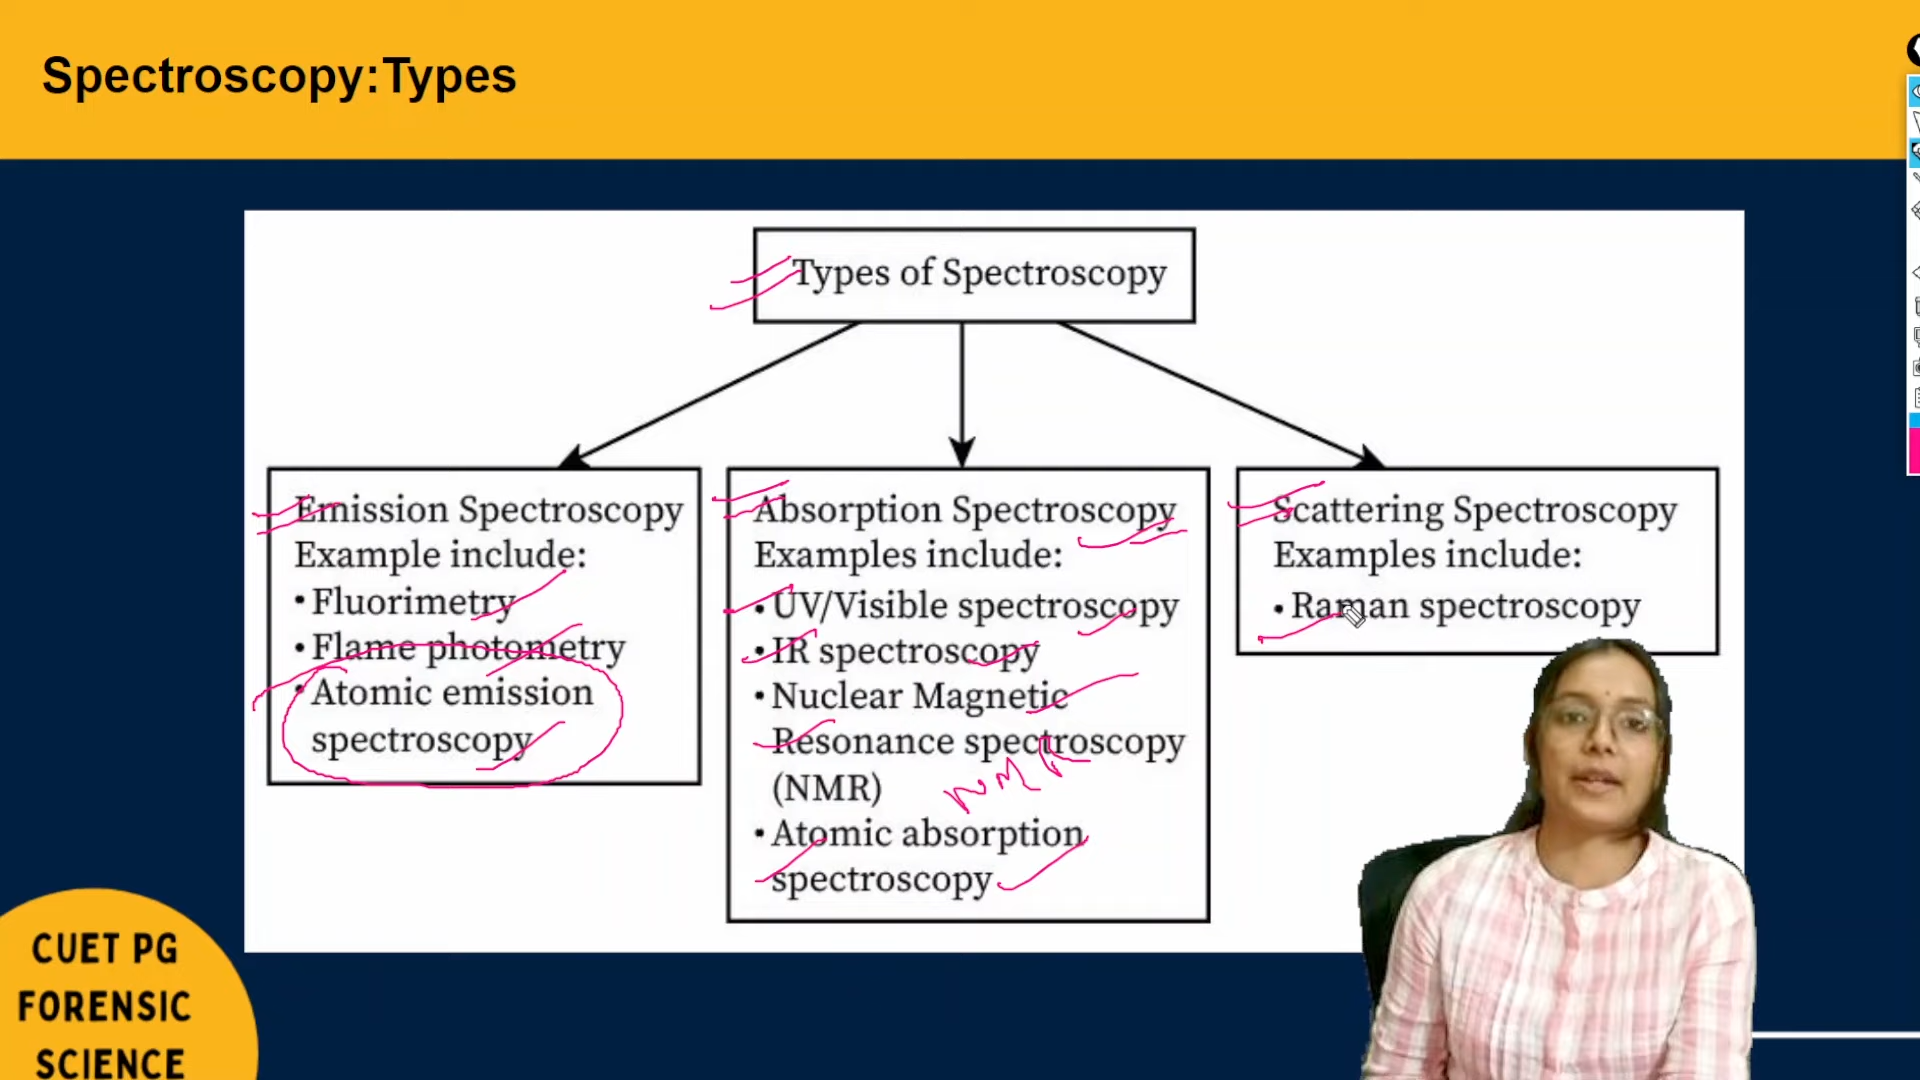 Spectroscopy:Types
Types of Spectroscopy
Emission Spectroscopy
Example include:
• Fluorimetry
• Flame photometry
• Atomic emission
spectroscopy
Absorption Spectroscopy
Examples include:
• UV/Visible spectroscopy
• IR spectroscopy
• Nuclear Magnetic
Resonance spectroscopy
(NMR)
NMR
• Atomic absorption
spectroscopy
Scattering Spectroscopy
Examples include:
• Raman spectroscopy
CUET PG
FORENSIC
SCIENCE